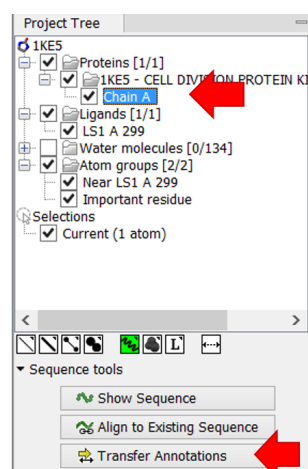 Project Tree
1KE5
Proteins [1/1]
1KE5 - CELL DIVISION PROTEIN KI
Chain A
Ligands [1/1]
LS1 A 299
Water molecules [0/134]
Atom groups [2/2]
Near LS1 A 299
Important residue
Selections
Current (1 atom)
L
Sequence tools
Show Sequence
Align to Existing Sequence
Transfer Annotations